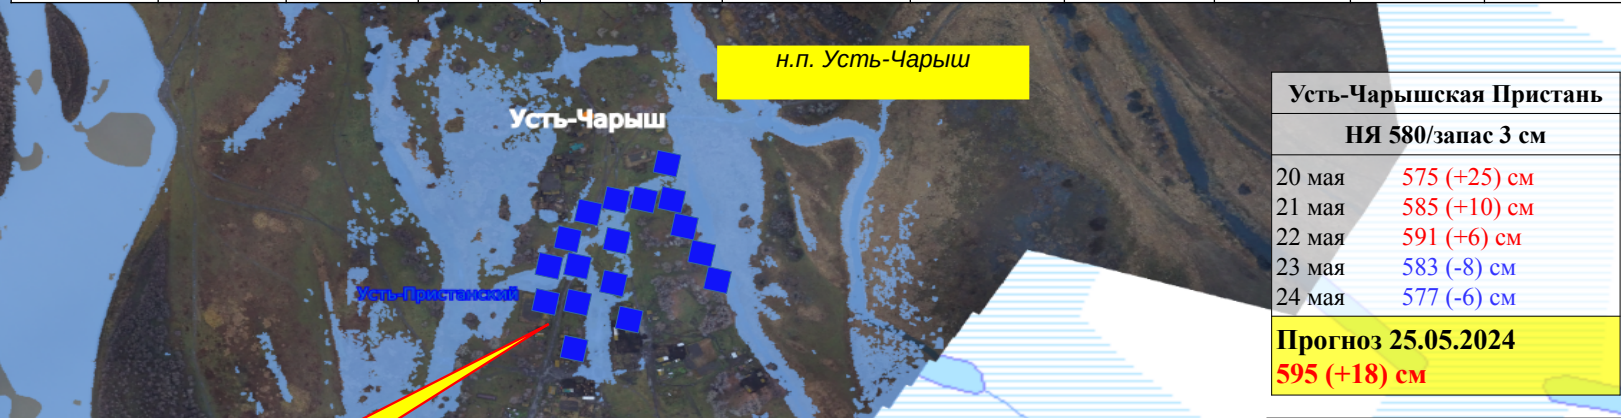 н.п. Усть-Чарыш
Усть-Чарыш
Усть-Пристанский
Усть-Чарышская Пристань
НЯ 580/запас 3 см
20 мая 575 (+25) см
21 мая 585 (+10) см
22 мая 591 (+6) см
23 мая 583 (-8) см
24 мая 577 (-6) см
Прогноз 25.05.2024
595 (+18) см